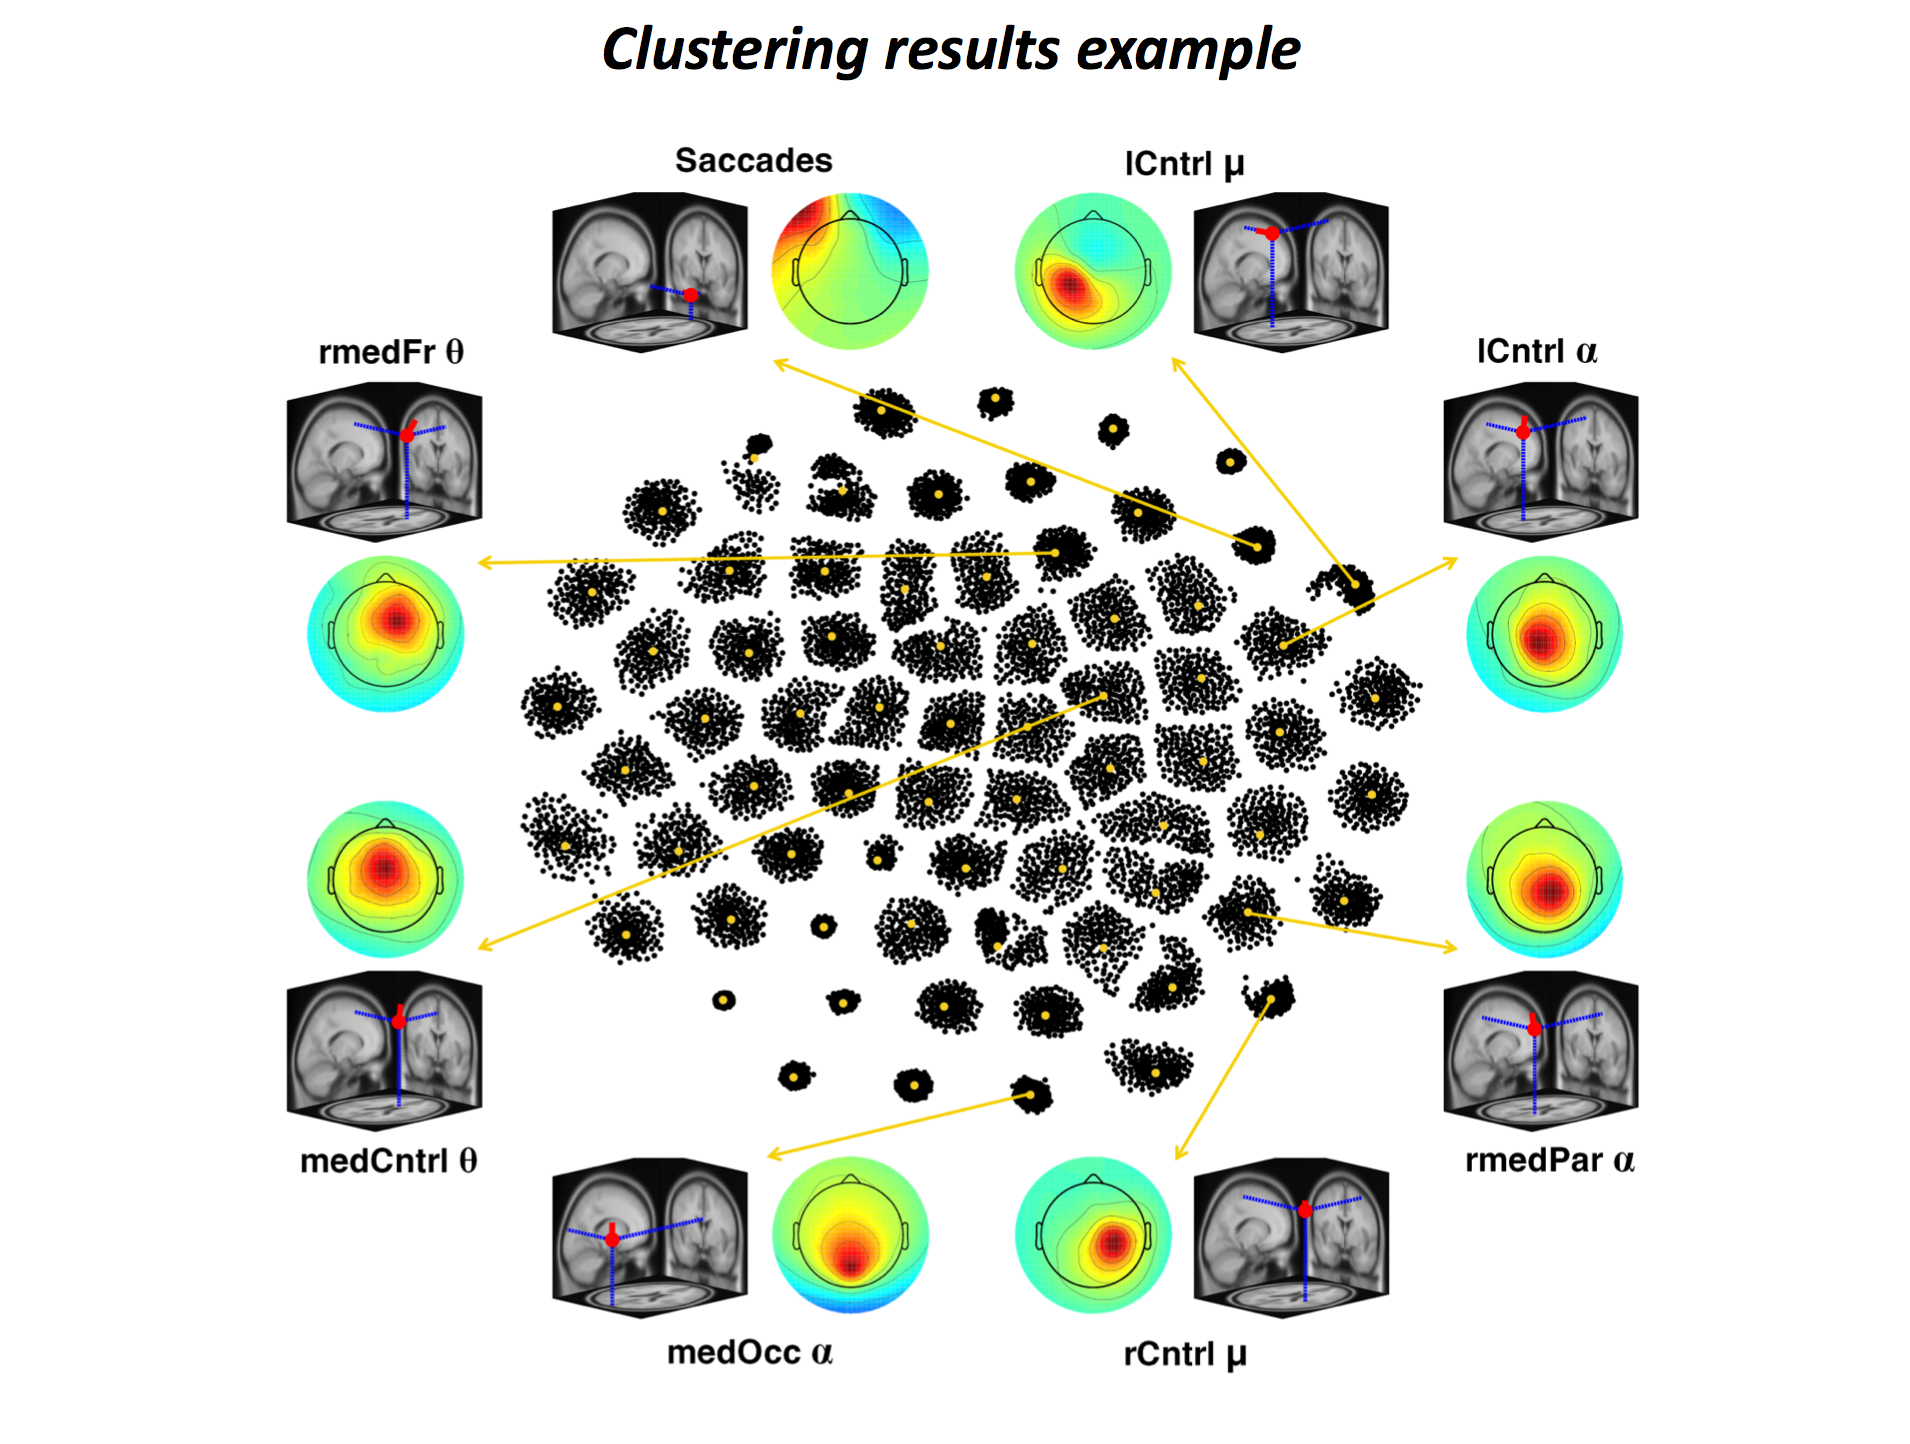 Clustering results example
Saccades
lCntrl μ
rmedFr θ
lCntrl α
medCntrl θ
rmedPar α
medOcc α
rCntrl μ